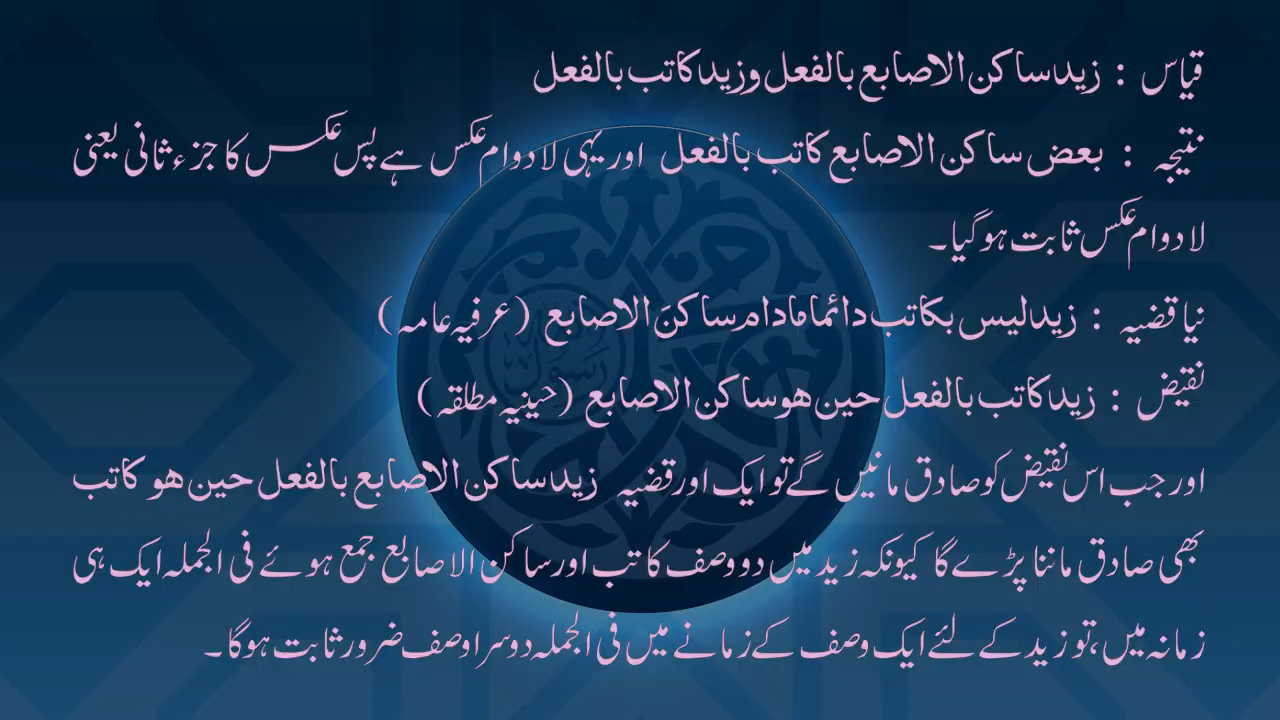 قیاس : زید ساکن الاصابع بالفعل وزید کاتب بالفعل
نتیجہ : بعض ساکن الاصابع کاتب بالفعل اور یہی لادوام عکس ہے پس عکس کا جزء ثانی یعنی
لادوام عکس ثابت ہوگیا۔
نیا قضیہ : زید لیس بکاتب دائما مادام ساکنَ الاصابع (عرفیہ عامہ)
نقیض : زید کاتب بالفعل حین هو ساکن الاصابع (حینیہ مطلقہ)
اور جب اس نقیض کو صادق مانیں گے تو ایک اور قضیہ زید ساکن الاصابع بالفعل حین هو کاتب
بھی صادق ماننا پڑے گا کیونکہ زید میں دو وصف کاتب اور ساکن الاصابع جمع ہوئے فی الجملہ ایک ہی
زمانہ میں، تو زید کے لئے ایک وصف کے زمانے میں فی الجملہ دوسرا وصف ضرور ثابت ہوگا۔